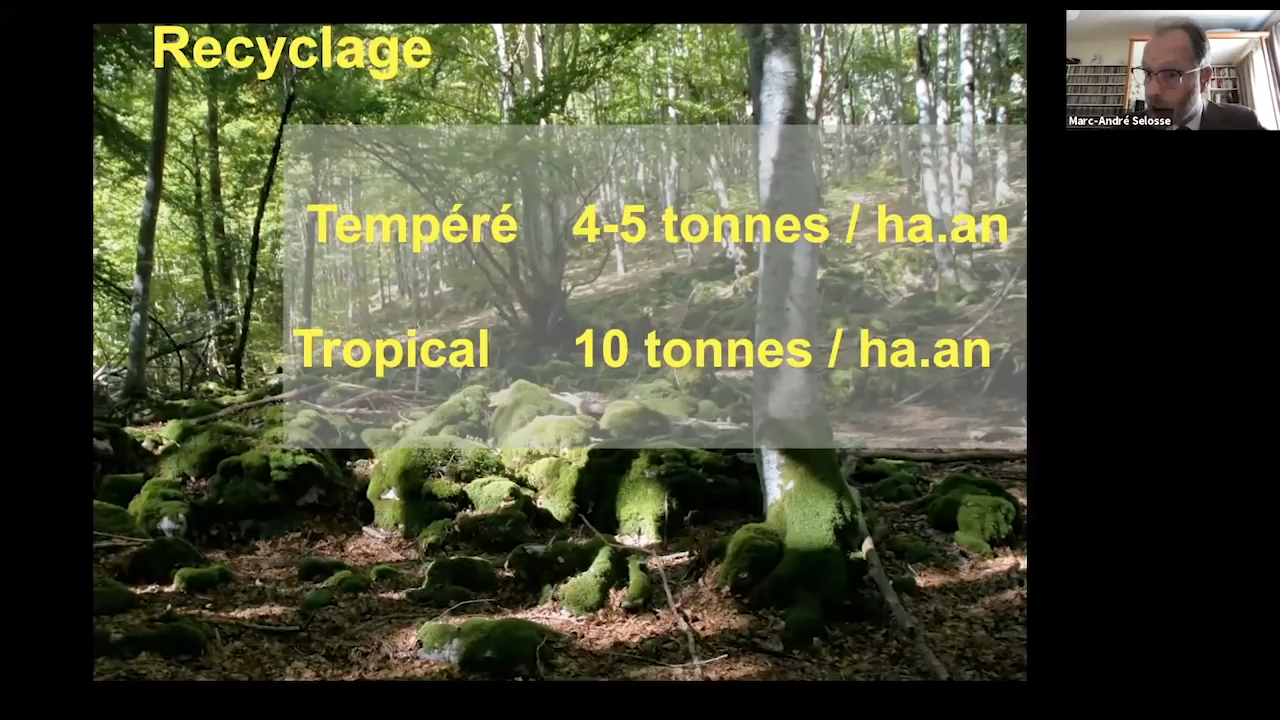 Recyclage
Tempéré 4-5 tonnes / ha.an
Tropical 10 tonnes / ha.an
Marc-André Selosse